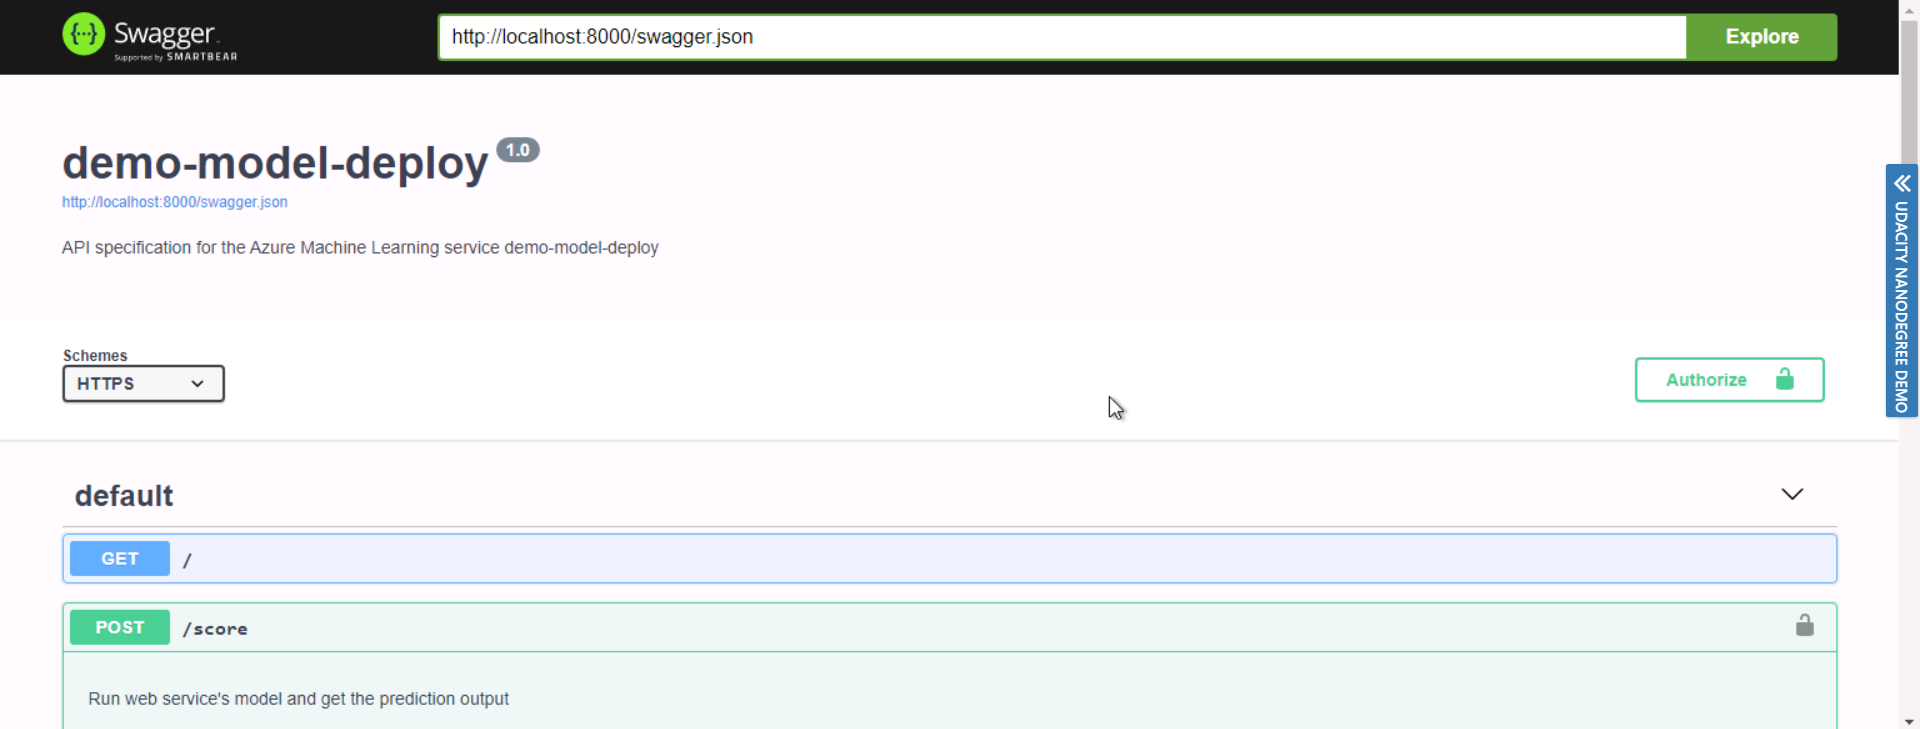 {···} Swagger
Supported by SMARTBEAR
http://localhost:8000/swagger.json
Explore
demo-model-deploy 1.0
http://localhost:8000/swagger.json
API specification for the Azure Machine Learning service demo-model-deploy
Schemes
HTTPS
Authorize
UDACITY NANODEGREE DEMO
default
GET /
POST /score
Run web service's model and get the prediction output